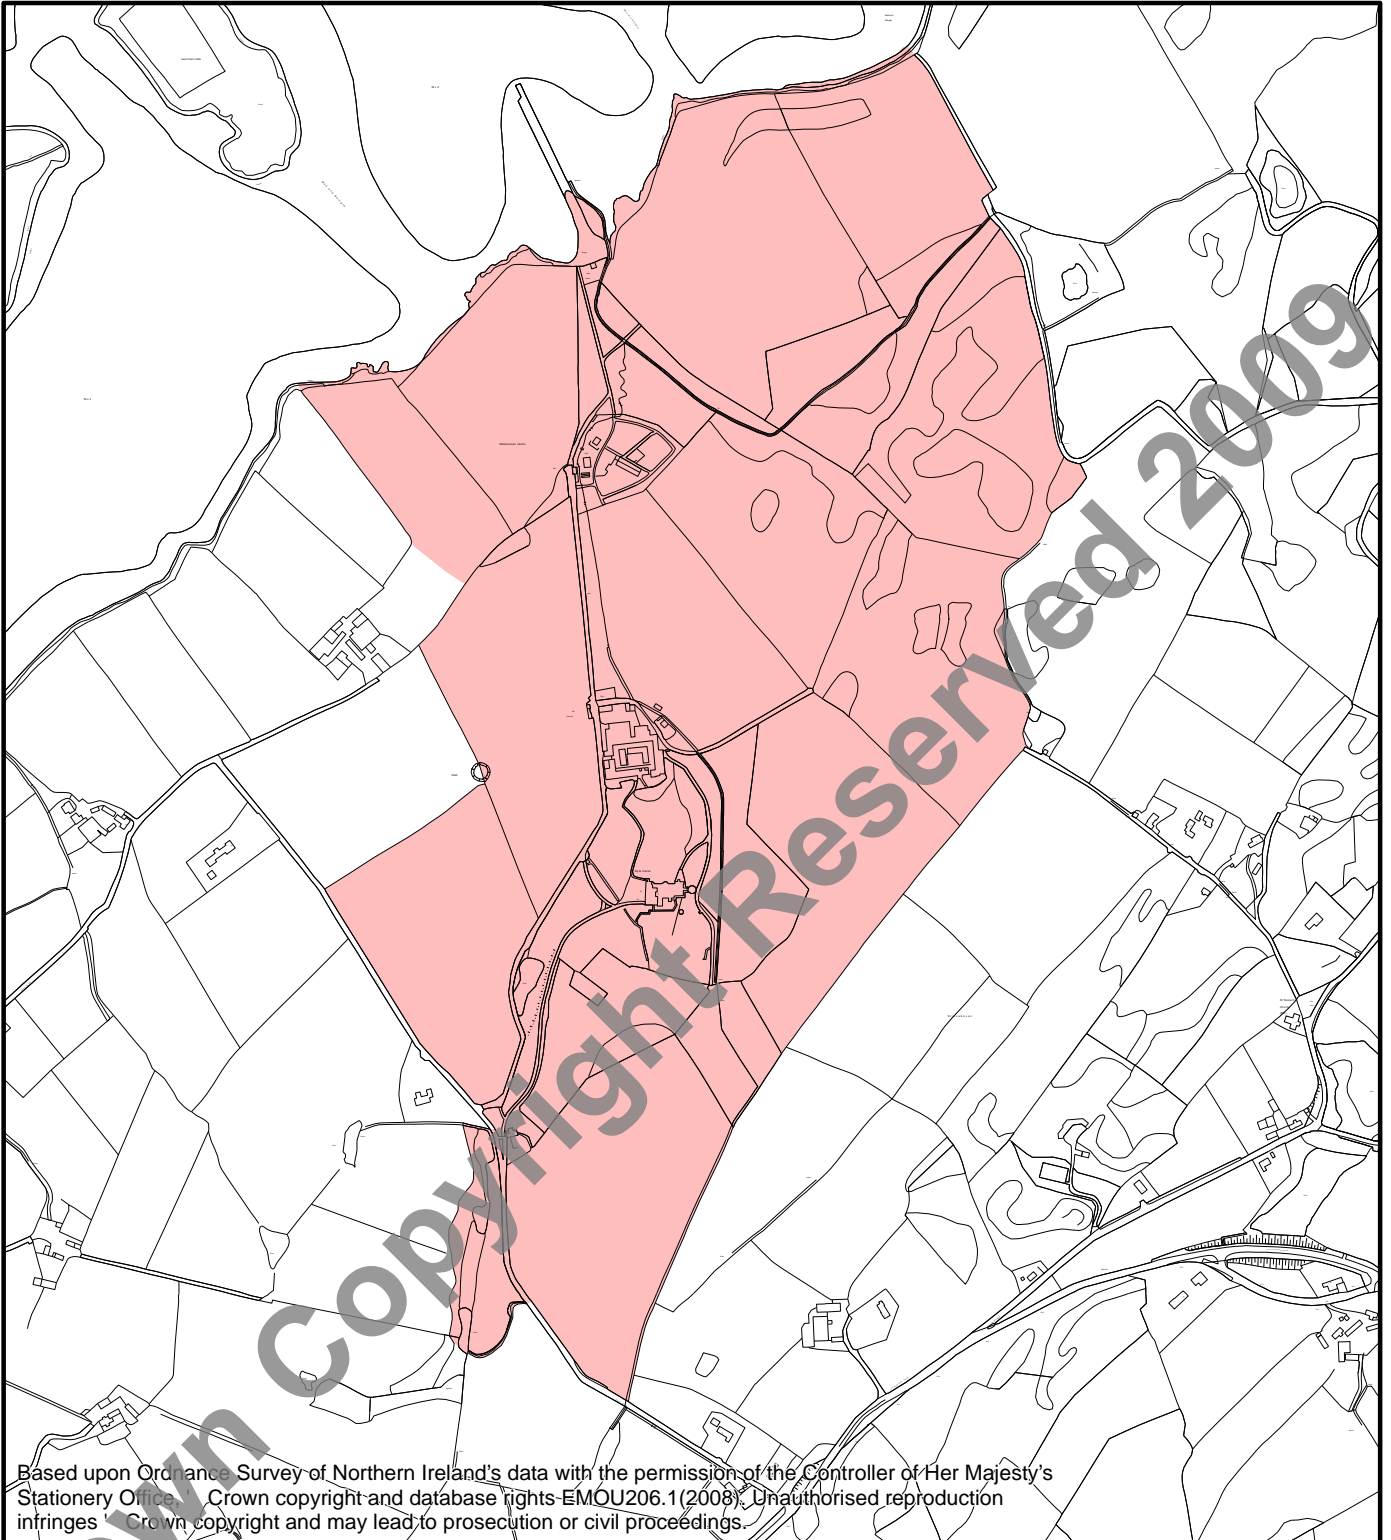 Crown Copyright Reserved 2009
Based upon Ordnance Survey of Northern Ireland's data with the permission of the Controller of Her Majesty's
Stationery Office, ' Crown copyright and database rights EMOU206.1(2008). Unauthorised reproduction
infringes ' Crown copyright and may lead to prosecution or civil proceedings.